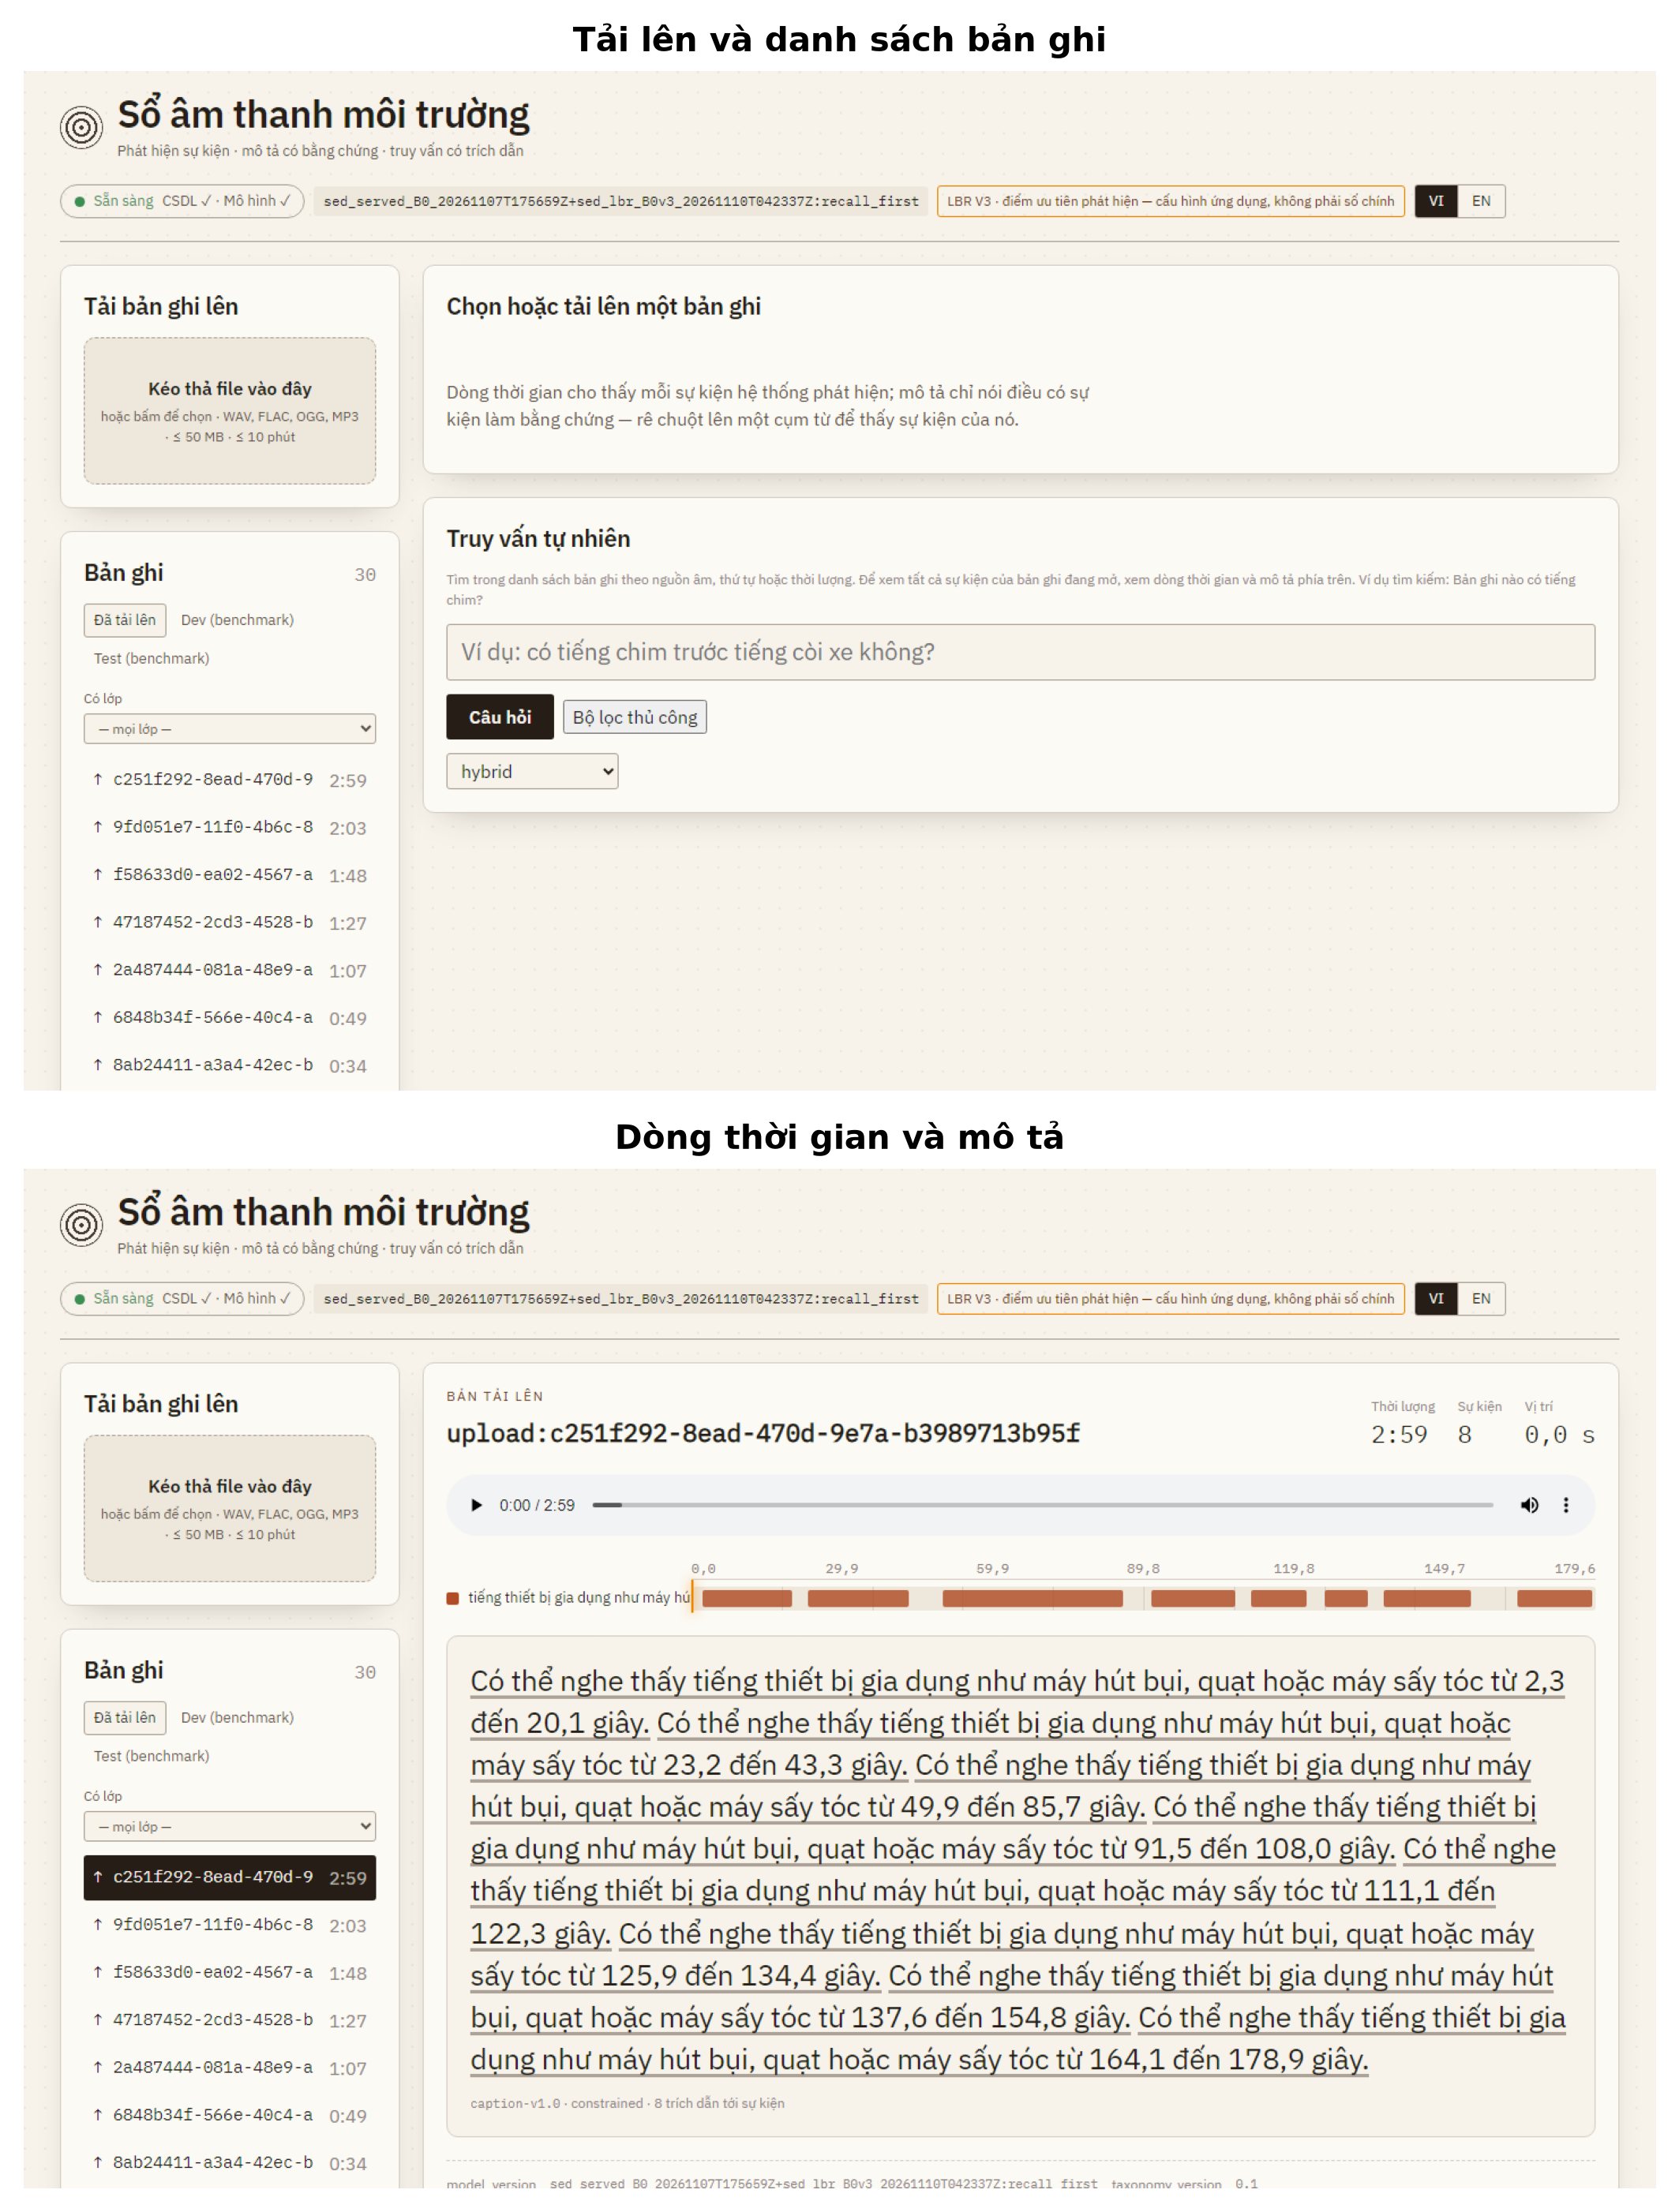 Tải lên và danh sách bản ghi
Sổ âm thanh môi trường
Phát hiện sự kiện · mô tả có bằng chứng · truy vấn có trích dẫn
Sẵn sàng CSDL ✓ · Mô hình ✓
sed_served_B0_20261107T175659Z+sed_lbr_B0v3_20261110T042337Z:recall_first
LBR V3 · điểm ưu tiên phát hiện — cấu hình ứng dụng, không phải số chính
VI EN
Tải bản ghi lên
Kéo thả file vào đây
hoặc bấm để chọn · WAV, FLAC, OGG, MP3
· ≤ 50 MB · ≤ 10 phút
Bản ghi 30
Đã tải lên Dev (benchmark)
Test (benchmark)
Có lớp
— mọi lớp —
↑ c251f292-8ead-470d-9 2:59
↑ 9fd051e7-11f0-4b6c-8 2:03
↑ f58633d0-ea02-4567-a 1:48
↑ 47187452-2cd3-4528-b 1:27
↑ 2a487444-081a-48e9-a 1:07
↑ 6848b34f-566e-40c4-a 0:49
↑ 8ab24411-a3a4-42ec-b 0:34
Chọn hoặc tải lên một bản ghi
Dòng thời gian cho thấy mỗi sự kiện hệ thống phát hiện; mô tả chỉ nói điều có sự
kiện làm bằng chứng — rê chuột lên một cụm từ để thấy sự kiện của nó.
Truy vấn tự nhiên
Tìm trong danh sách bản ghi theo nguồn âm, thứ tự hoặc thời lượng. Để xem tất cả sự kiện của bản ghi đang mở, xem dòng thời gian và mô tả phía trên. Ví dụ tìm kiếm: Bản ghi nào có tiếng
chim?
Ví dụ: có tiếng chim trước tiếng còi xe không?
Câu hỏi Bộ lọc thủ công
hybrid
Dòng thời gian và mô tả
Sổ âm thanh môi trường
Phát hiện sự kiện · mô tả có bằng chứng · truy vấn có trích dẫn
Sẵn sàng CSDL ✓ · Mô hình ✓
sed_served_B0_20261107T175659Z+sed_lbr_B0v3_20261110T042337Z:recall_first
LBR V3 · điểm ưu tiên phát hiện — cấu hình ứng dụng, không phải số chính
VI EN
Tải bản ghi lên
Kéo thả file vào đây
hoặc bấm để chọn · WAV, FLAC, OGG, MP3
· ≤ 50 MB · ≤ 10 phút
Bản ghi 30
Đã tải lên Dev (benchmark)
Test (benchmark)
Có lớp
— mọi lớp —
↑ c251f292-8ead-470d-9 2:59
↑ 9fd051e7-11f0-4b6c-8 2:03
↑ f58633d0-ea02-4567-a 1:48
↑ 47187452-2cd3-4528-b 1:27
↑ 2a487444-081a-48e9-a 1:07
↑ 6848b34f-566e-40c4-a 0:49
↑ 8ab24411-a3a4-42ec-b 0:34
BẢN TẢI LÊN
upload:c251f292-8ead-470d-9e7a-b3989713b95f
Thời lượng Sự kiện Vị trí
2:59 8 0,0 s
0:00 / 2:59
0,0 29,9 59,9 89,8 119,8 149,7 179,6
tiếng thiết bị gia dụng như máy hú
Có thể nghe thấy tiếng thiết bị gia dụng như máy hút bụi, quạt hoặc máy sấy tóc từ 2,3
đến 20,1 giây. Có thể nghe thấy tiếng thiết bị gia dụng như máy hút bụi, quạt hoặc
máy sấy tóc từ 23,2 đến 43,3 giây. Có thể nghe thấy tiếng thiết bị gia dụng như máy
hút bụi, quạt hoặc máy sấy tóc từ 49,9 đến 85,7 giây. Có thể nghe thấy tiếng thiết bị
gia dụng như máy hút bụi, quạt hoặc máy sấy tóc từ 91,5 đến 108,0 giây. Có thể nghe
thấy tiếng thiết bị gia dụng như máy hút bụi, quạt hoặc máy sấy tóc từ 111,1 đến
122,3 giây. Có thể nghe thấy tiếng thiết bị gia dụng như máy hút bụi, quạt hoặc máy
sấy tóc từ 125,9 đến 134,4 giây. Có thể nghe thấy tiếng thiết bị gia dụng như máy hút
bụi, quạt hoặc máy sấy tóc từ 137,6 đến 154,8 giây. Có thể nghe thấy tiếng thiết bị gia
dụng như máy hút bụi, quạt hoặc máy sấy tóc từ 164,1 đến 178,9 giây.
caption-v1.0 · constrained · 8 trích dẫn tới sự kiện
model_version sed_served_B0_20261107T175659Z+sed_lbr_B0v3_20261110T042337Z:recall_first taxonomy_version 0.1